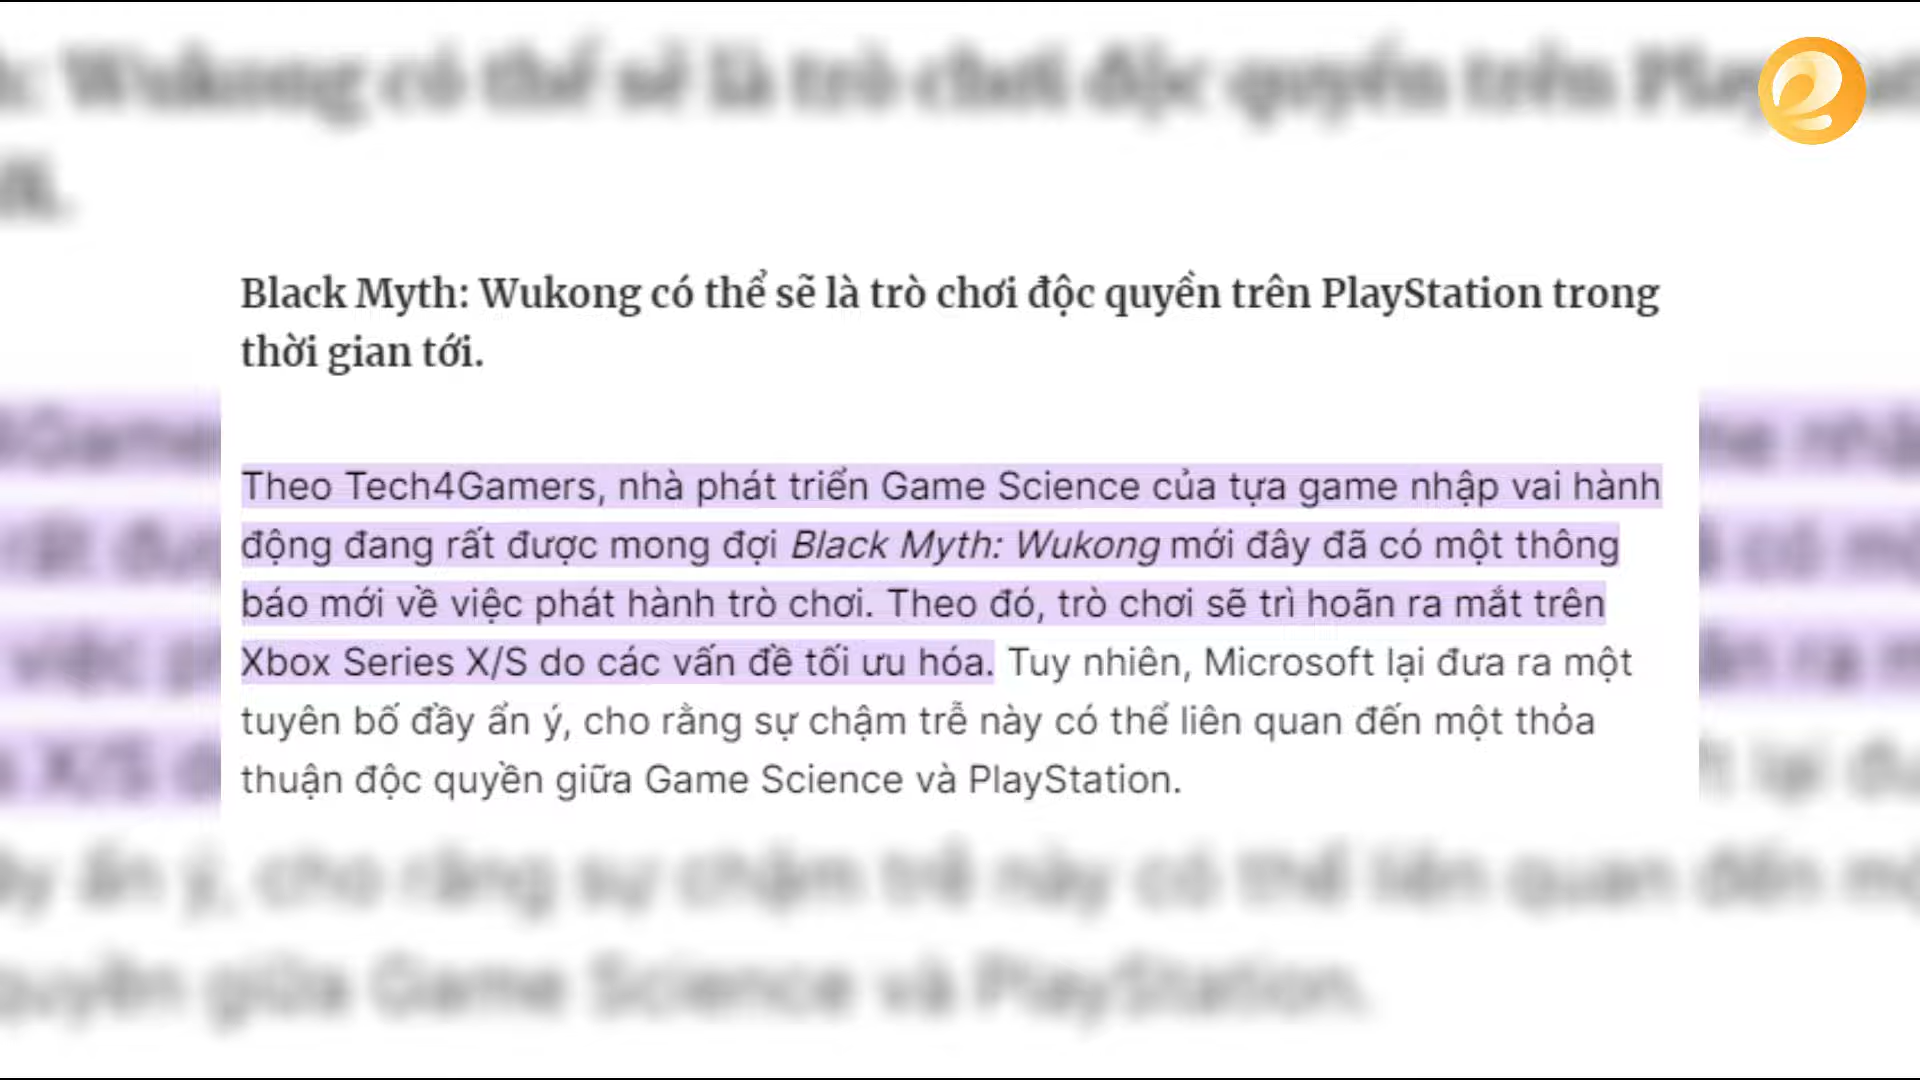 Black Myth: Wukong có thể sẽ là trò chơi độc quyền trên PlayStation trong
thời gian tới.
Theo Tech4Gamers, nhà phát triển Game Science của tựa game nhập vai hành
động đang rất được mong đợi Black Myth: Wukong mới đây đã có một thông
báo mới về việc phát hành trò chơi. Theo đó, trò chơi sẽ trì hoãn ra mắt trên
Xbox Series X/S do các vấn đề tối ưu hóa. Tuy nhiên, Microsoft lại đưa ra một
tuyên bố đầy ẩn ý, cho rằng sự chậm trễ này có thể liên quan đến một thỏa
thuận độc quyền giữa Game Science và PlayStation.